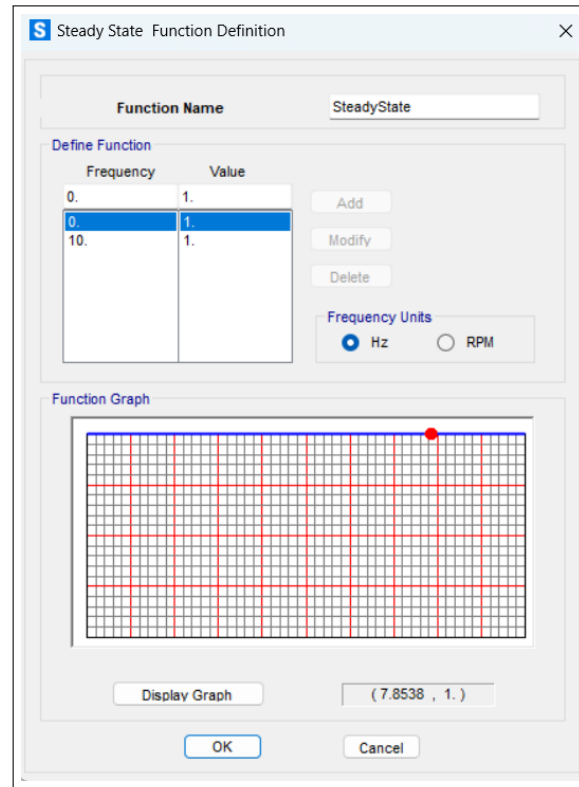 S Steady State Function Definition
Function Name SteadyState
Define Function
Frequency Value
0. 1.
0. 1.
10. 1.
Add
Modify
Delete
Frequency Units
Hz RPM
Function Graph
Display Graph ( 7.8538 , 1. )
OK Cancel